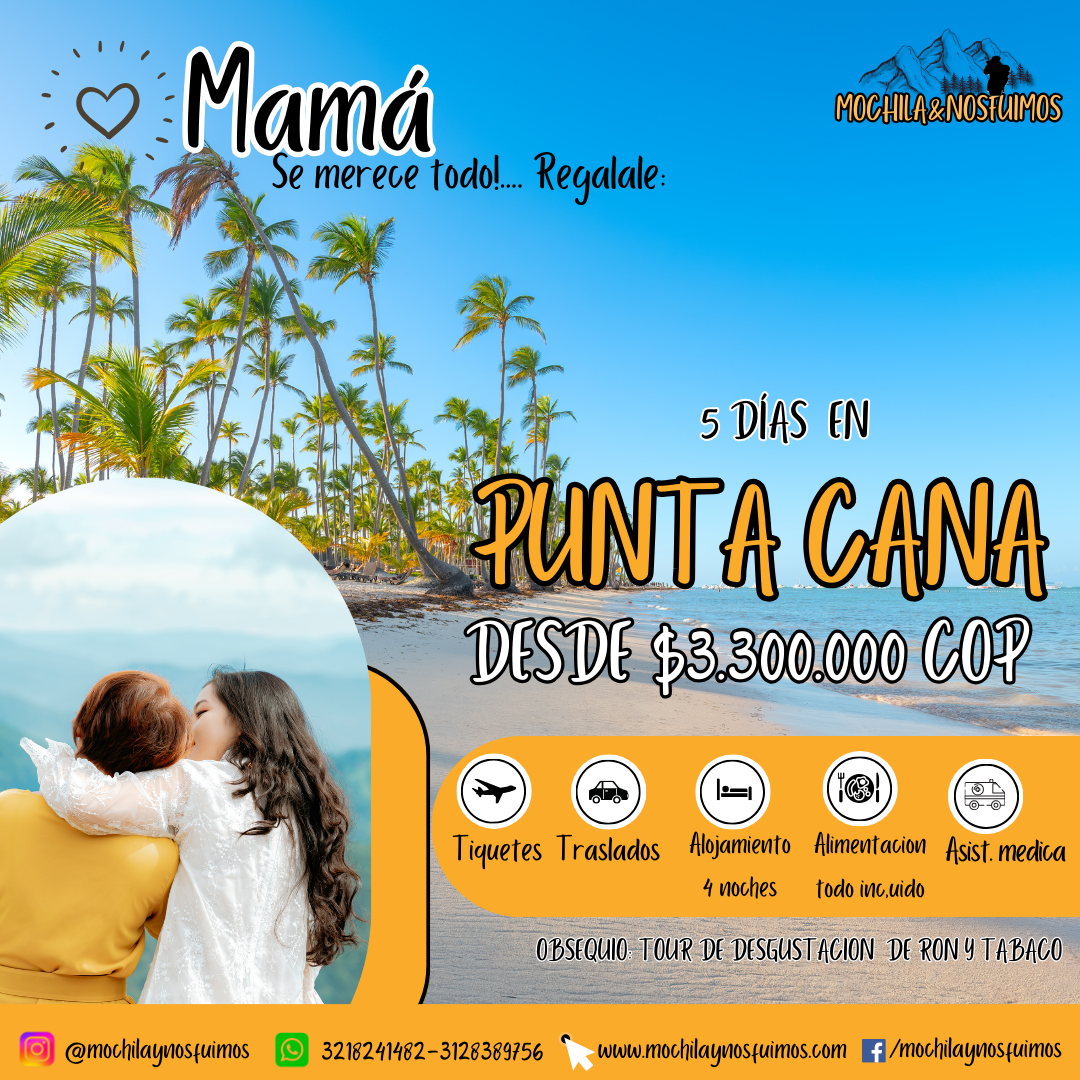 Mamá
MOCHILA&NOSFUIMOS
Se merece todo!.... Regalale:
5 DÍAS EN
PUNTA CANA
DESDE $3.300.000 COP
Tiquetes Traslados Alojamiento Alimentacion Asist. medica
4 noches todo inc,uido
OBSEQUIO: TOUR DE DESGUSTACION DE RON Y TABACO
@mochilaynosfuimos 3218241482-3128389756 www.mochilaynosfuimos.com /mochilaynosfuimos